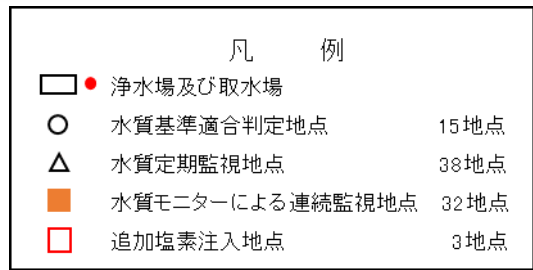 凡　例
浄水場及び取水場
水質基準適合判定地点 15地点
水質定期監視地点 38地点
水質モニターによる連続監視地点 32地点
追加塩素注入地点 3地点